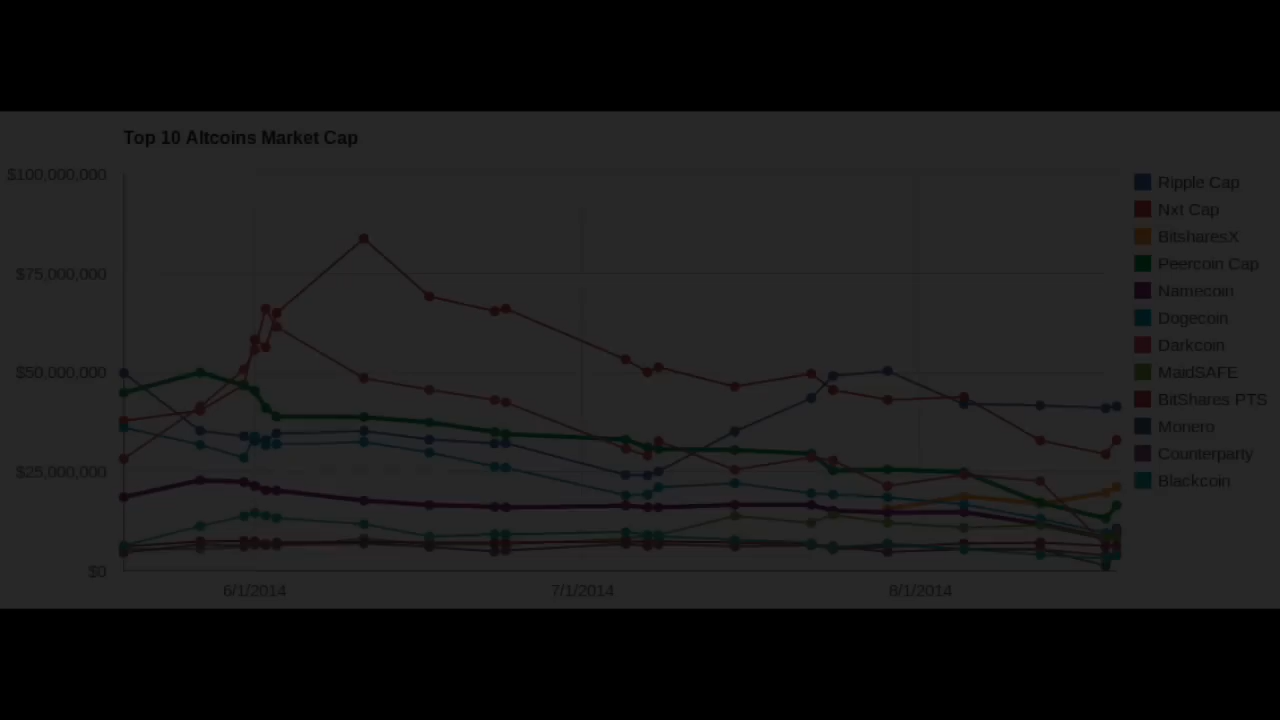 Top 10 Altcoins Market Cap
$100,000,000
$75,000,000
$50,000,000
$25,000,000
$0
6/1/2014
7/1/2014
8/1/2014
Ripple Cap
Nxt Cap
BitsharesX
Peercoin Cap
Namecoin
Dogecoin
Darkcoin
MaidSAFE
BitShares PTS
Monero
Counterparty
Blackcoin